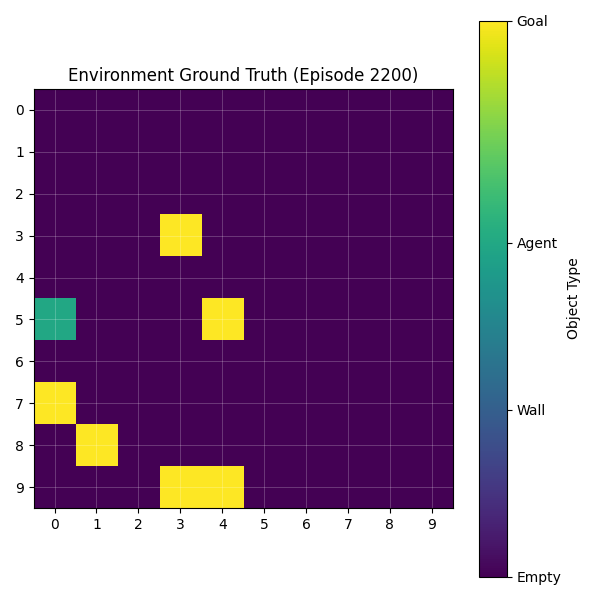 Environment Ground Truth (Episode 2200)
0
1
2
3
4
5
6
7
8
9
0 1 2 3 4 5 6 7 8 9
Goal
Agent
Wall
Empty
Object Type